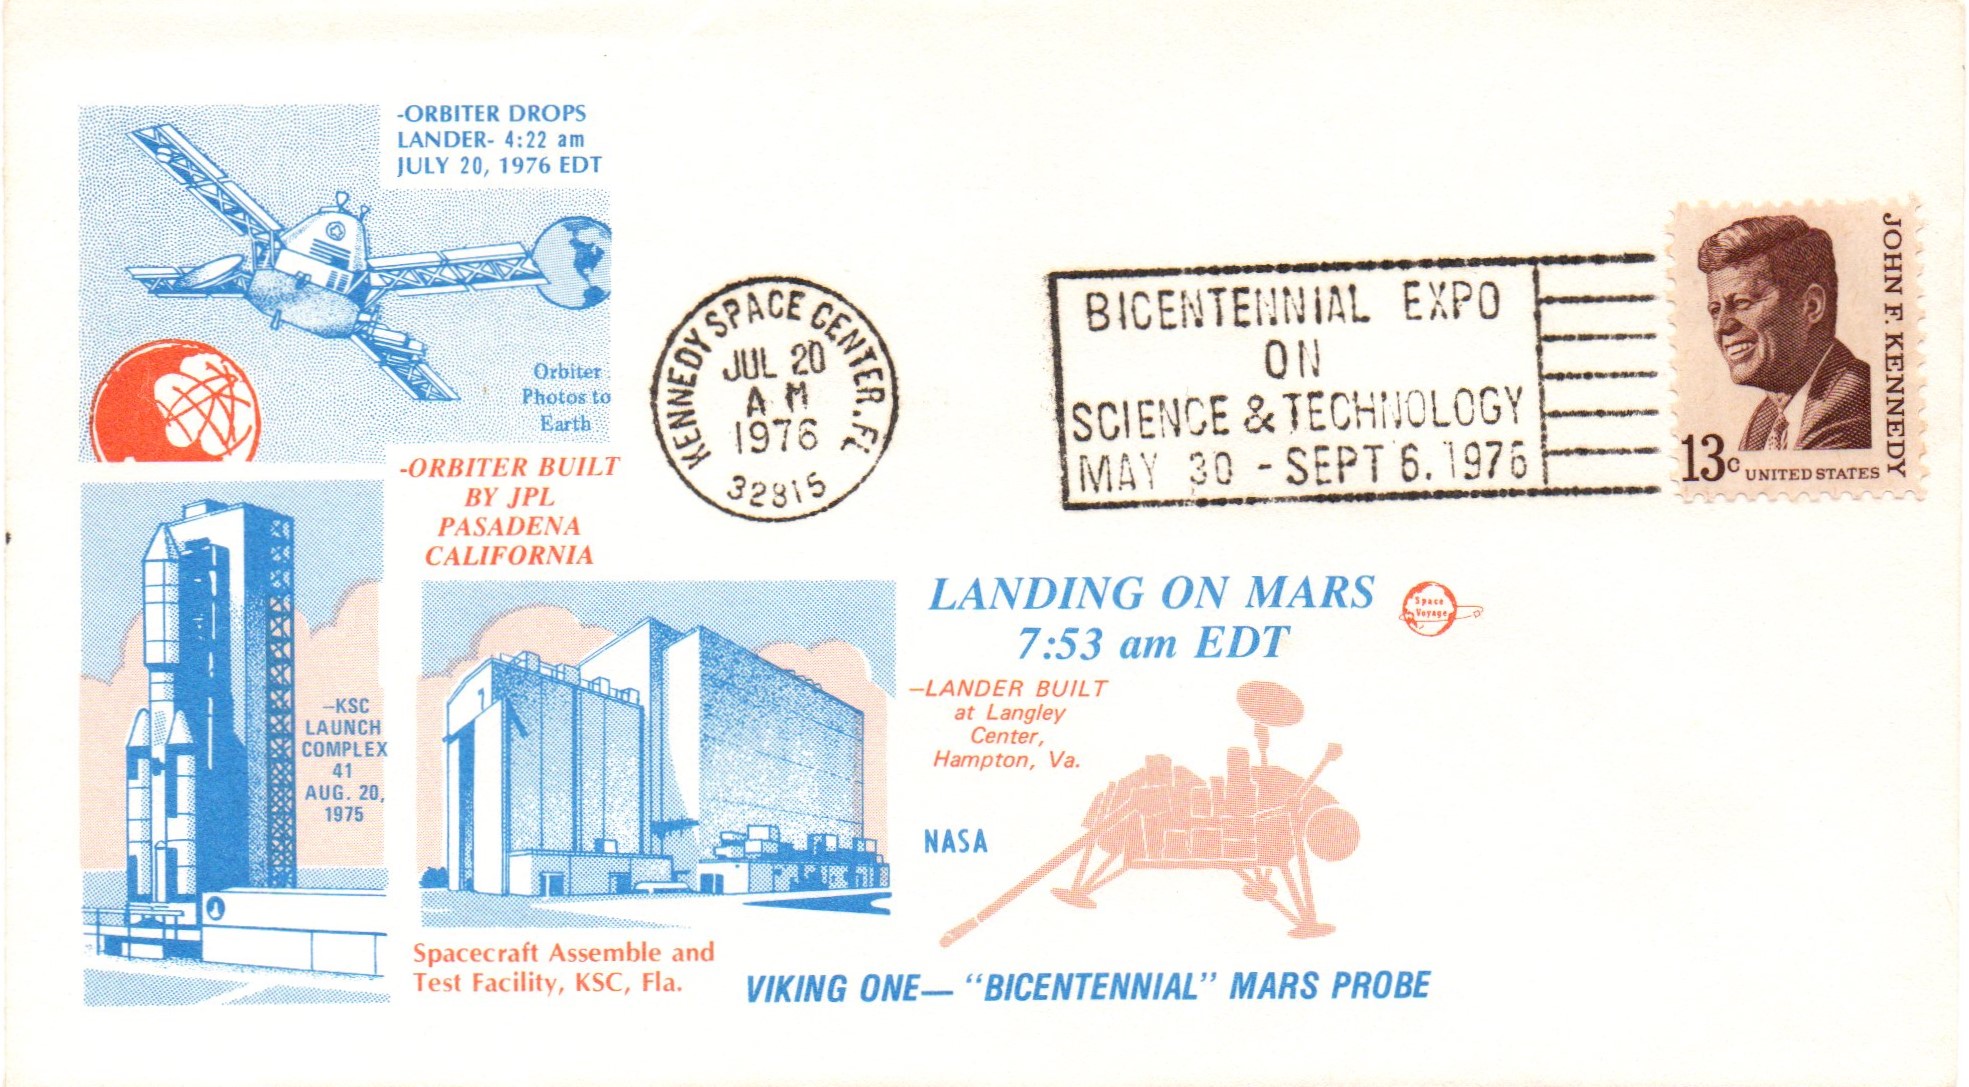 -ORBITER DROPS
LANDER- 4:22 am
JULY 20, 1976 EDT
Orbiter
Photos to
Earth
-ORBITER BUILT
BY JPL
PASADENA
CALIFORNIA
KENNEDY SPACE CENTER. FL
JUL 20
A M
1976
32815
BICENTENNIAL EXPO
ON
SCIENCE & TECHNOLOGY
MAY 30 - SEPT 6. 1976
JOHN F. KENNEDY
13c UNITED STATES
—KSC
LAUNCH
COMPLEX
41
AUG. 20,
1975
LANDING ON MARS
7:53 am EDT
Space
Voyage
—LANDER BUILT
at Langley
Center,
Hampton, Va.
NASA
Spacecraft Assemble and
Test Facility, KSC, Fla.
VIKING ONE— “BICENTENNIAL” MARS PROBE